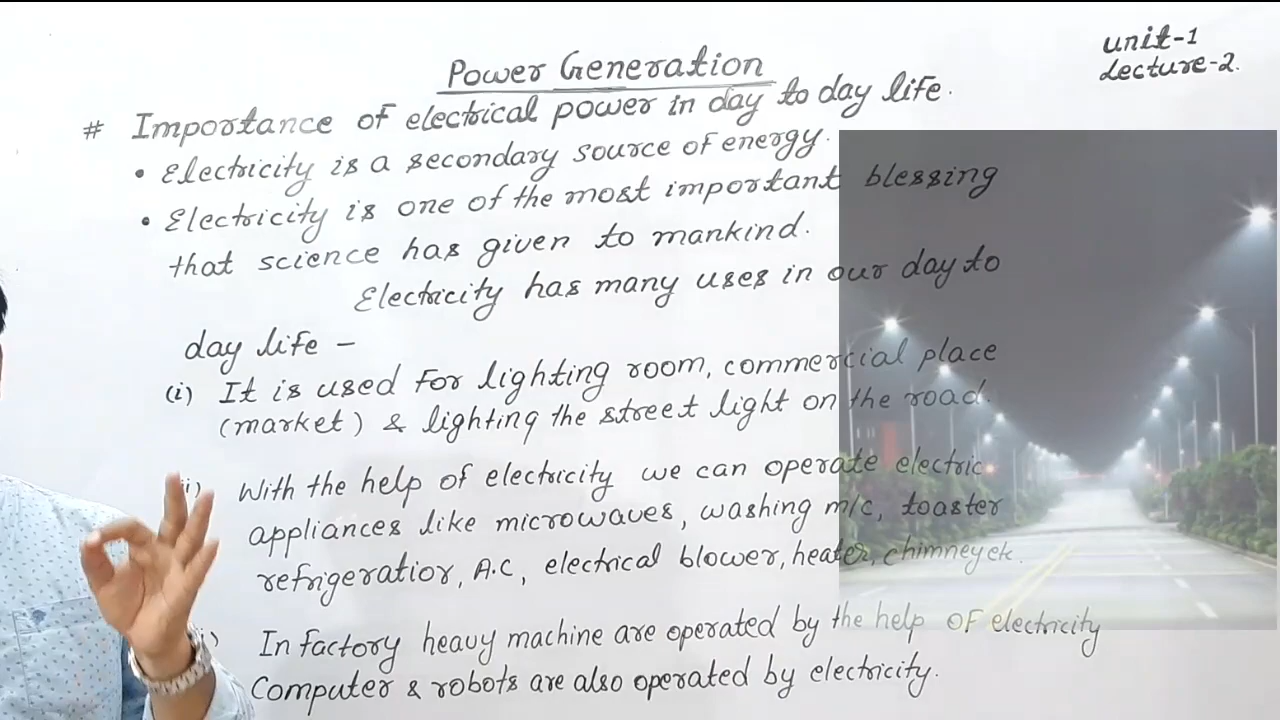 unit-1
Lecture-2.
Power Generation
# Importance of electrical power in day to day life.
• Electricity is a secondary source of energy.
• Electricity is one of the most important blessing
that science has given to mankind.
Electricity has many uses in our day to
day life –
(i) It is used for lighting room, commercial place
(market) & lighting the street light on the road.
ii) With the help of electricity we can operate electric
appliances like microwaves, washing m/c, toaster
refrigeratior, A.C, electrical blower, heater,
In factory heavy machine are operated by the help of electricity
Computer & robots are also operated by electricity.